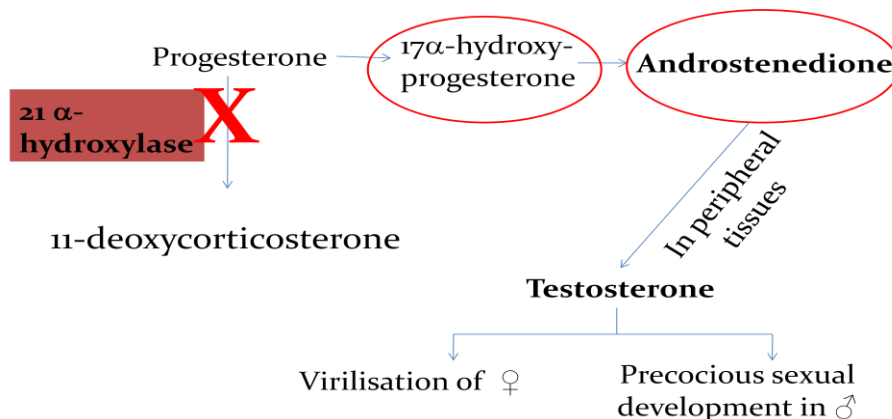 Progesterone
17α-hydroxy-
progesterone
Androstenedione
21 α-
hydroxylase
X
11-deoxycorticosterone
In peripheral
tissues
Testosterone
Virilisation of ♀
Precocious sexual
development in ♂